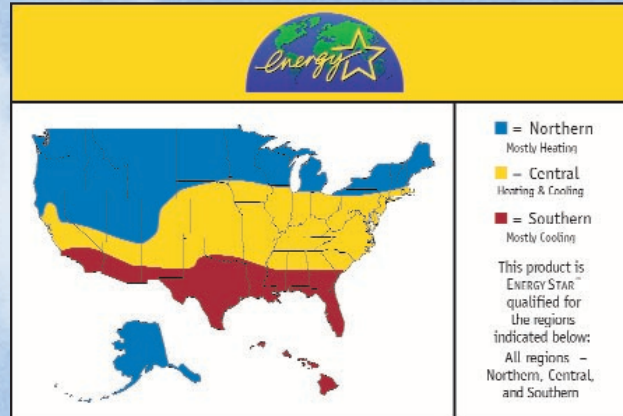 energy
= Northern
Mostly Heating
= Central
Heating & Cooling
= Southern
Mostly Cooling
This product is
ENERGY STAR™
qualified for
the regions
indicated below:
All regions –
Northern, Central,
and Southern